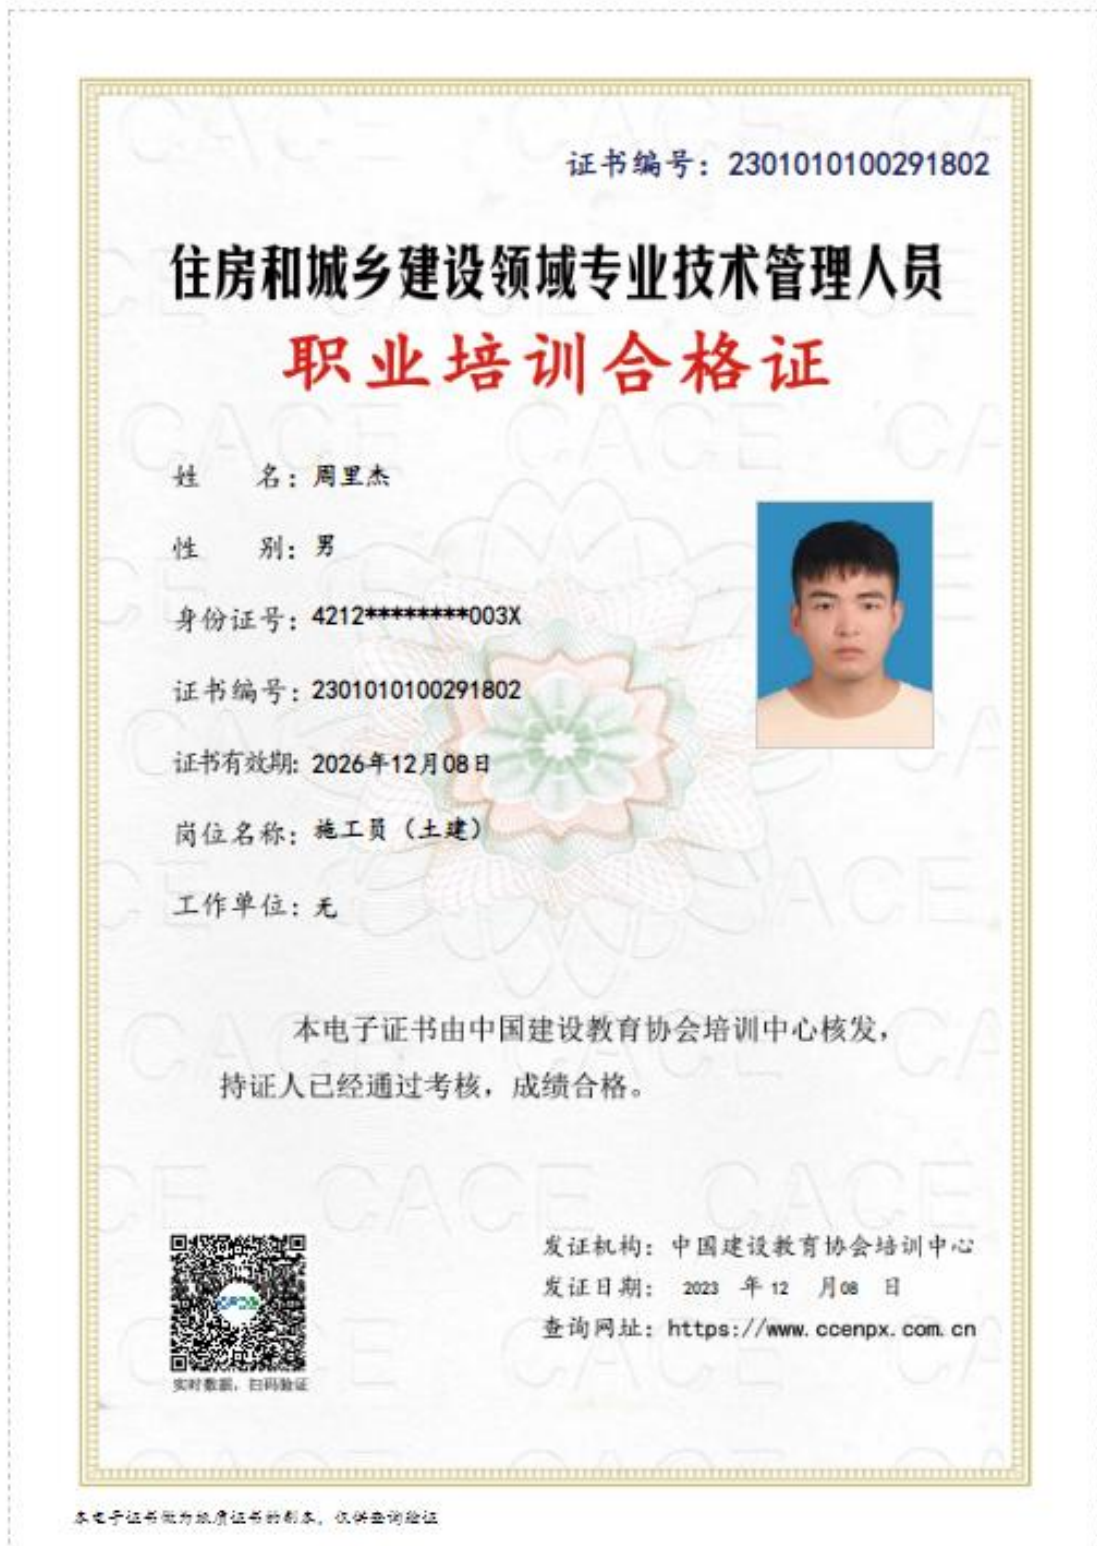 证书编号：2301010100291802
住房和城乡建设领域专业技术管理人员
职业培训合格证
姓 名：周里杰
性 别：男
身份证号：4212********003X
证书编号：2301010100291802
证书有效期：2026年12月08日
岗位名称：施工员（土建）
工作单位：无
本电子证书由中国建设教育协会培训中心核发，
持证人已经通过考核，成绩合格。
发证机构：中国建设教育协会培训中心
发证日期： 2023 年 12 月 08 日
查询网址：https://www.ccenpx.com.cn
实时数据，扫码验证
本电子证书做为纸质证书的副本，仅供查询验证
CACE